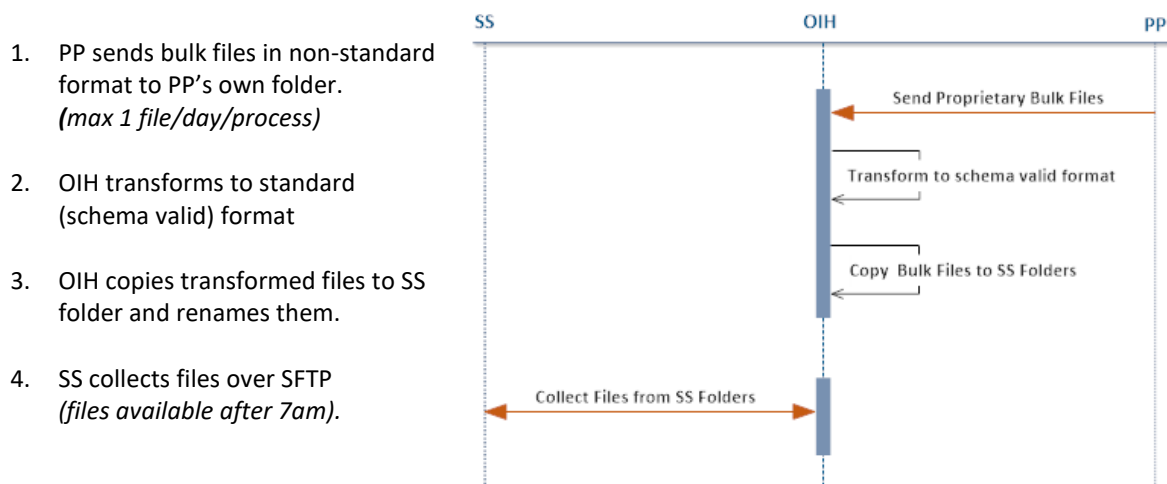 1. PP sends bulk files in non-standard
format to PP’s own folder.
(max 1 file/day/process)
2. OIH transforms to standard
(schema valid) format
3. OIH copies transformed files to SS
folder and renames them.
4. SS collects files over SFTP
(files available after 7am).
SS
OIH
PP
Send Proprietary Bulk Files
Transform to schema valid format
Copy Bulk Files to SS Folders
Collect Files from SS Folders